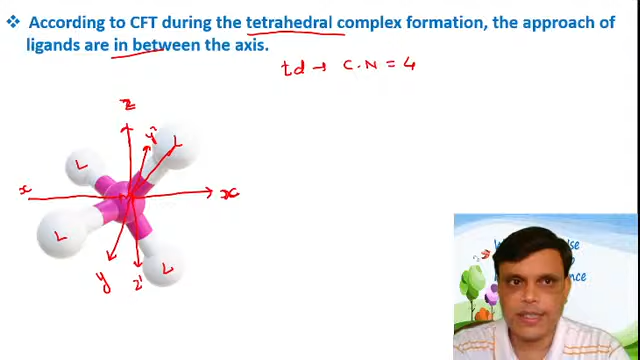 ❖ According to CFT during the tetrahedral complex formation, the approach of
ligands are in between the axis.
td → C.N = 4
z
y'
L
L
x
x
L
L
y
z'